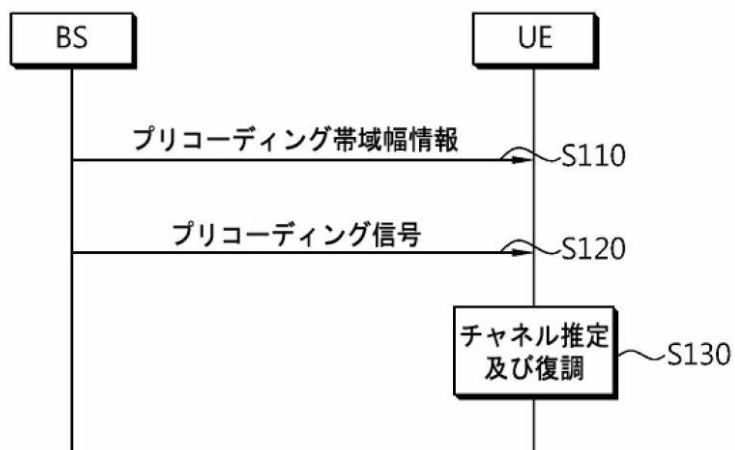 BS
UE
プリコーディング帯域幅情報
S110
プリコーディング信号
S120
チャネル推定
及び復調
S130